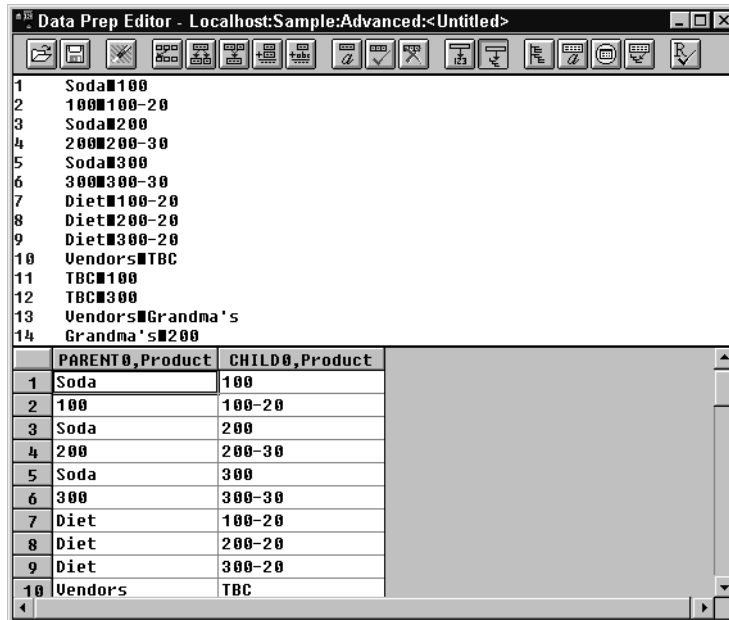 Data Prep Editor - Localhost:Sample:Advanced:<Untitled>
1 Soda■100
2 100■100-20
3 Soda■200
4 200■200-30
5 Soda■300
6 300■300-30
7 Diet■100-20
8 Diet■200-20
9 Diet■300-20
10 Vendors■TBC
11 TBC■100
12 TBC■300
13 Vendors■Grandma's
14 Grandma's■200
PARENT0,Product CHILD0,Product
1 Soda 100
2 100 100-20
3 Soda 200
4 200 200-30
5 Soda 300
6 300 300-30
7 Diet 100-20
8 Diet 200-20
9 Diet 300-20
10 Vendors TBC